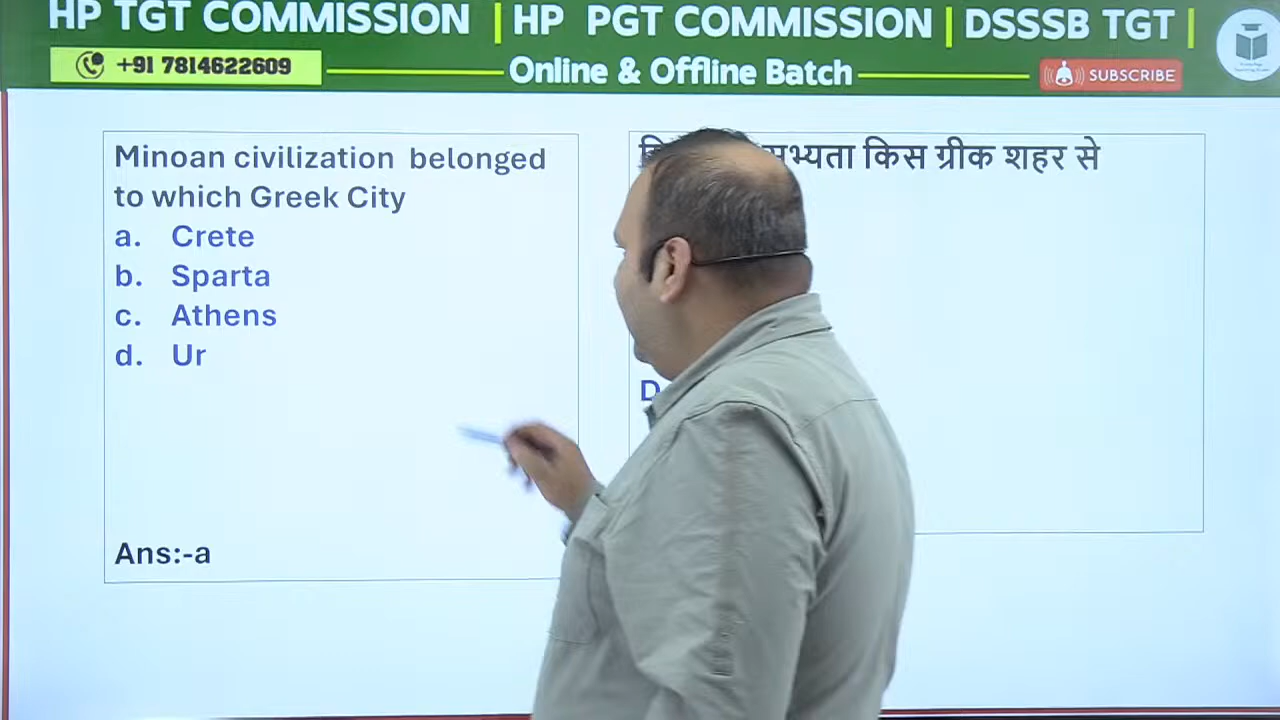 HP TGT COMMISSION | HP PGT COMMISSION | DSSSB TGT |
+91 7814622609
Online & Offline Batch
SUBSCRIBE
Minoan civilization belonged
to which Greek City
a. Crete
b. Sparta
c. Athens
d. Ur
Ans:-a
सभ्यता किस ग्रीक शहर से
D